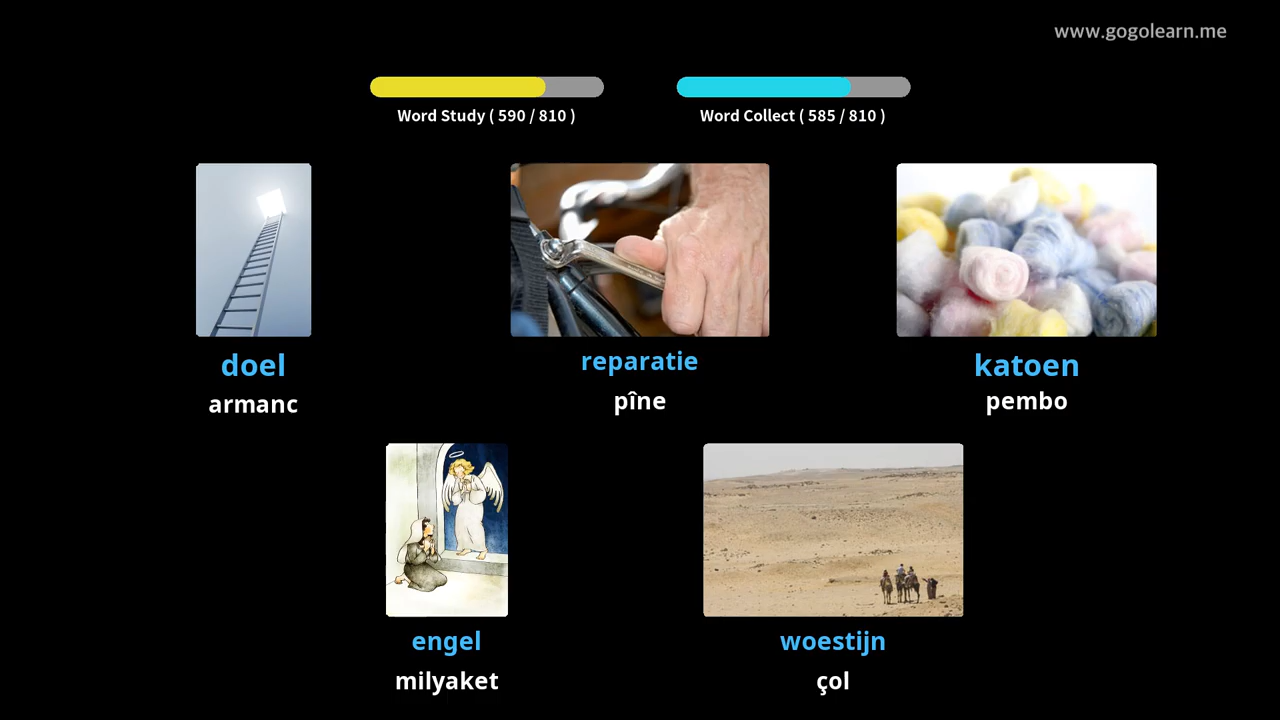 www.gogolearn.me
Word Study ( 590 / 810 )
Word Collect ( 585 / 810 )
doel
armanc
reparatie
pîne
katoen
pembo
engel
milyaket
woestijn
çol